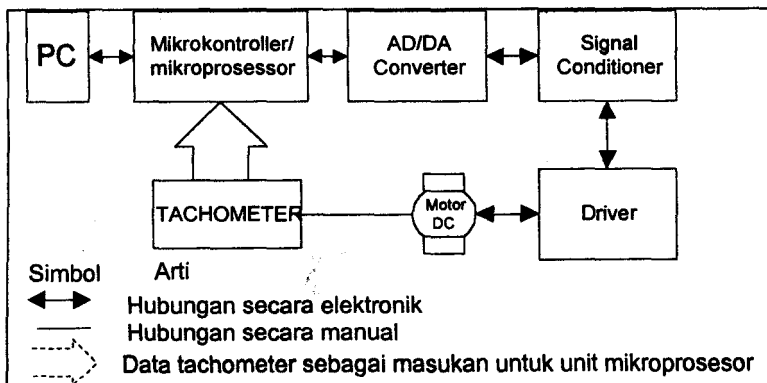 PC
Mikrokontroller/
mikroprosessor
AD/DA
Converter
Signal
Conditioner
TACHOMETER
Motor
DC
Driver
Simbol Arti
Hubungan secara elektronik
Hubungan secara manual
Data tachometer sebagai masukan untuk unit mikroprosesor